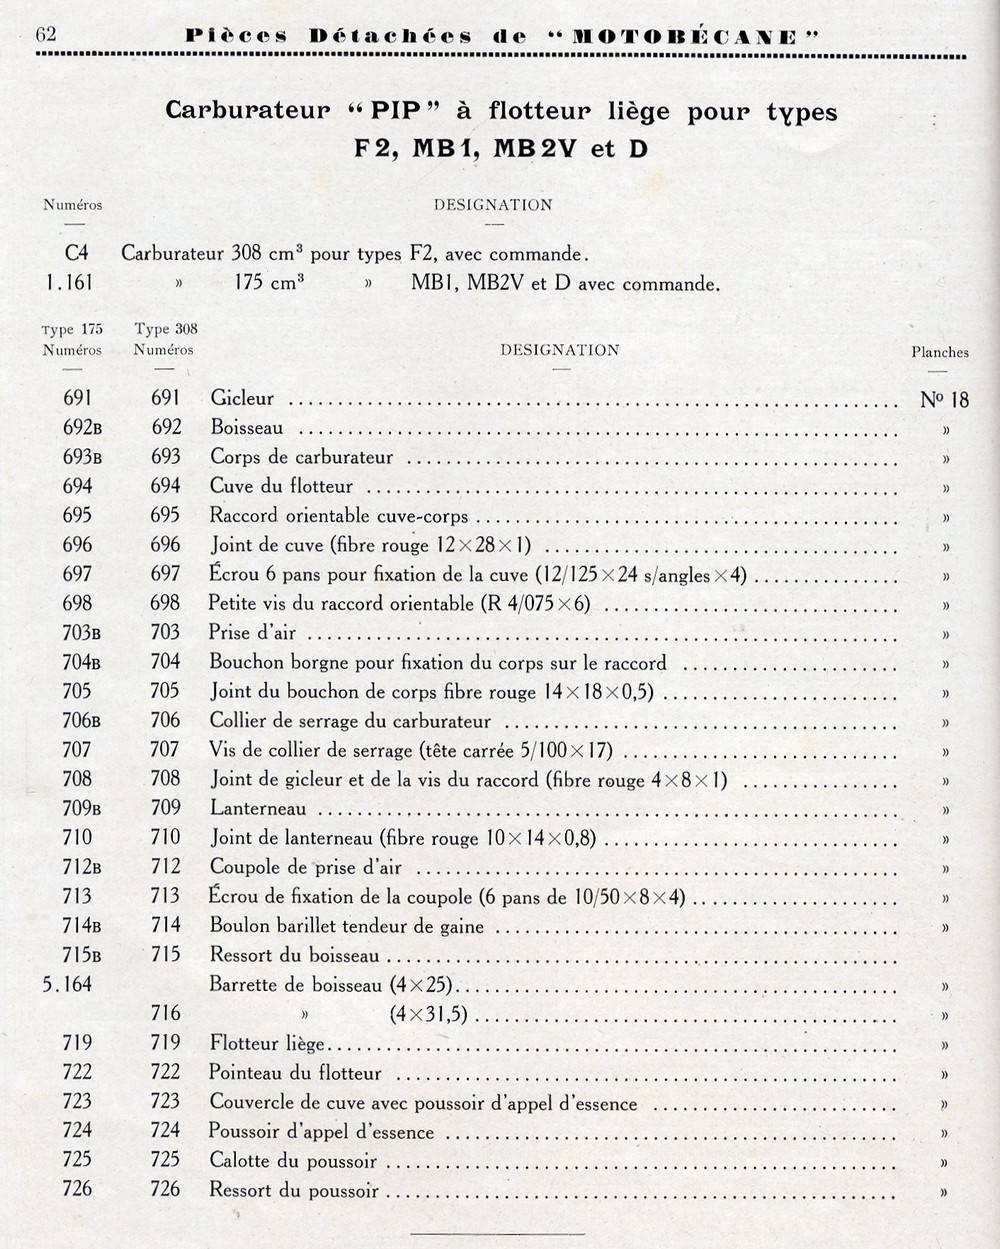 62 Pièces Détachées de “ MOTOBÉCANE ”
Carburateur “ PIP ” à flotteur liège pour types
F 2, MB 1, MB 2V et D
Numéros DESIGNATION
C4 Carburateur 308 cm³ pour types F2, avec commande.
1.161 » 175 cm³ » MB1, MB2V et D avec commande.
Type 175 Type 308
Numéros Numéros DESIGNATION Planches
691 691 Gicleur ........ Nº 18
692B 692 Boisseau ........ »
693B 693 Corps de carburateur ........ »
694 694 Cuve du flotteur ........ »
695 695 Raccord orientable cuve-corps ........ »
696 696 Joint de cuve (fibre rouge 12×28×1) ........ »
697 697 Écrou 6 pans pour fixation de la cuve (12/125×24 s/angles×4) ........ »
698 698 Petite vis du raccord orientable (R 4/075×6) ........ »
703B 703 Prise d'air ........ »
704B 704 Bouchon borgne pour fixation du corps sur le raccord ........ »
705 705 Joint du bouchon de corps fibre rouge 14×18×0,5) ........ »
706B 706 Collier de serrage du carburateur ........ »
707 707 Vis de collier de serrage (tête carrée 5/100×17) ........ »
708 708 Joint de gicleur et de la vis du raccord (fibre rouge 4×8×1) ........ »
709B 709 Lanterneau ........ »
710 710 Joint de lanterneau (fibre rouge 10×14×0,8) ........ »
712B 712 Coupole de prise d'air ........ »
713 713 Écrou de fixation de la coupole (6 pans de 10/50×8×4) ........ »
714B 714 Boulon barillet tendeur de gaine ........ »
715B 715 Ressort du boisseau ........
5.164 Barrette de boisseau (4×25) ........ »
716 » (4×31,5) ........ »
719 719 Flotteur liège ........ »
722 722 Pointeau du flotteur ........ »
723 723 Couvercle de cuve avec poussoir d'appel d'essence ........ »
724 724 Poussoir d'appel d'essence ........ »
725 725 Calotte du poussoir ........ »
726 726 Ressort du poussoir ........ »